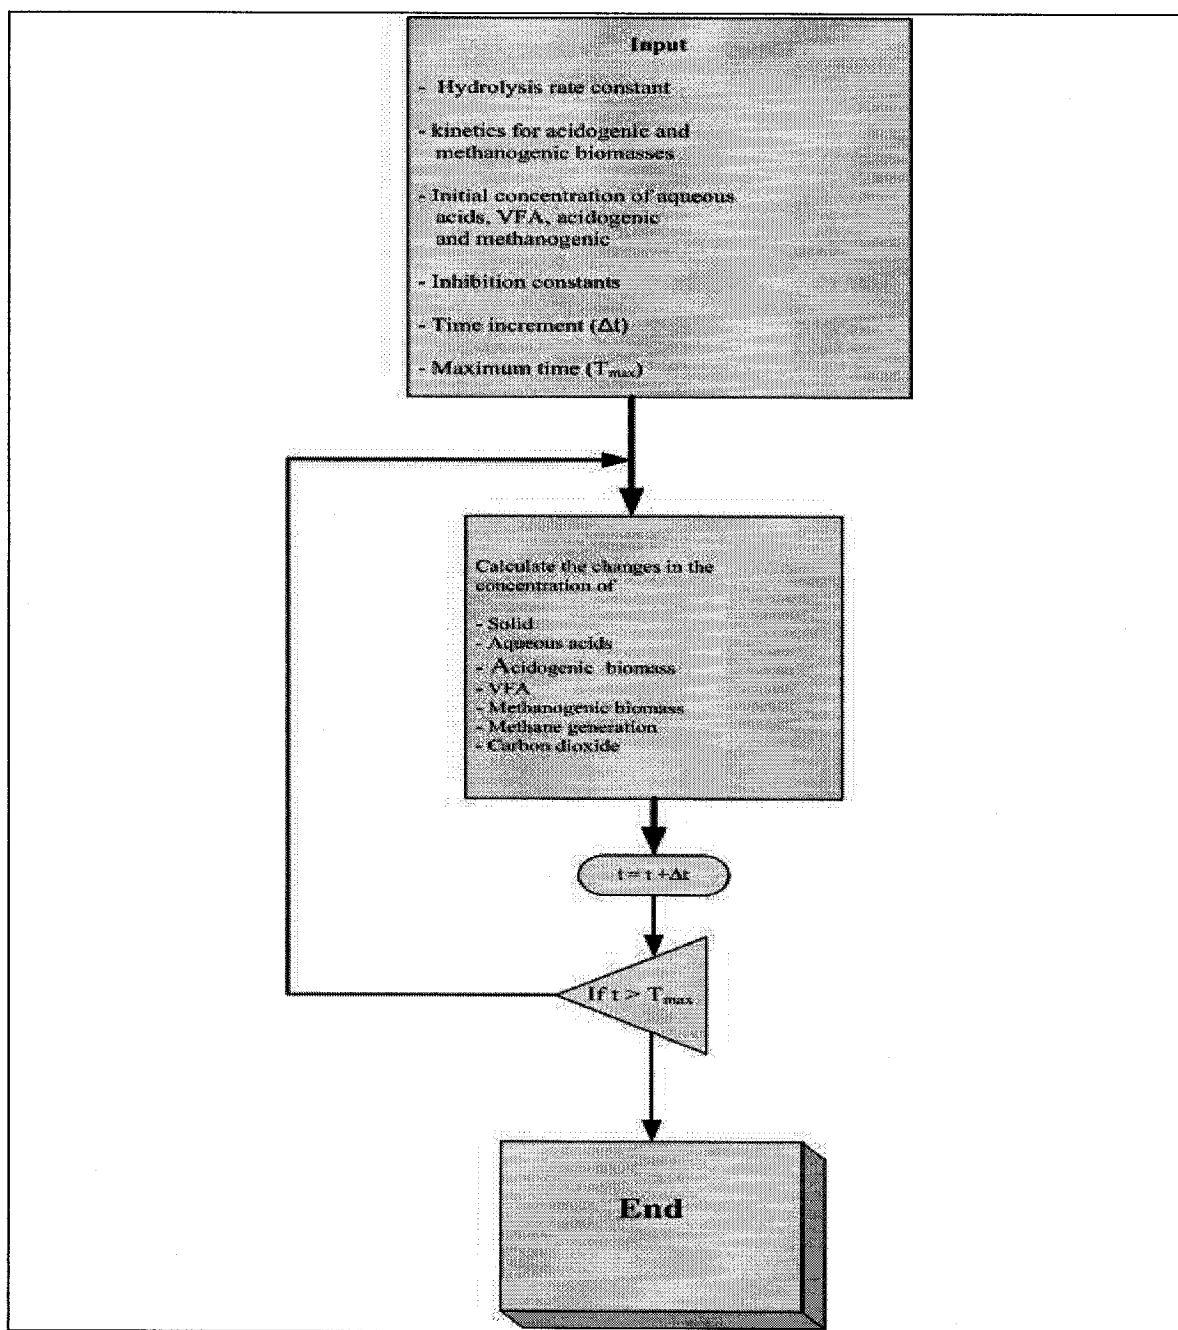 Input
- Hydrolysis rate constant
- kinetics for acidogenic and
methanogenic biomasses
- Initial concentration of aqueous
acids, VFA, acidogenic
and methanogenic
- Inhibition constants
- Time increment (Δt)
- Maximum time (Tmax)
Calculate the changes in the
concentration of
- Solid
- Aqueous acids
- Acidogenic biomass
- VFA
- Methanogenic biomass
- Methane generation
- Carbon dioxide
t = t +Δt
If t > Tmax
End